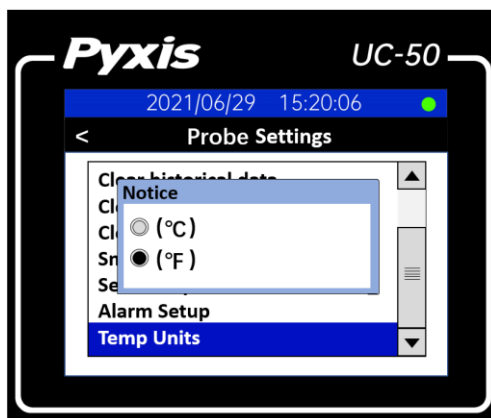 Pyxis UC-50
2021/06/29 15:20:06
< Probe Settings
Clear historical data
Notice
(°C)
(°F)
Alarm Setup
Temp Units